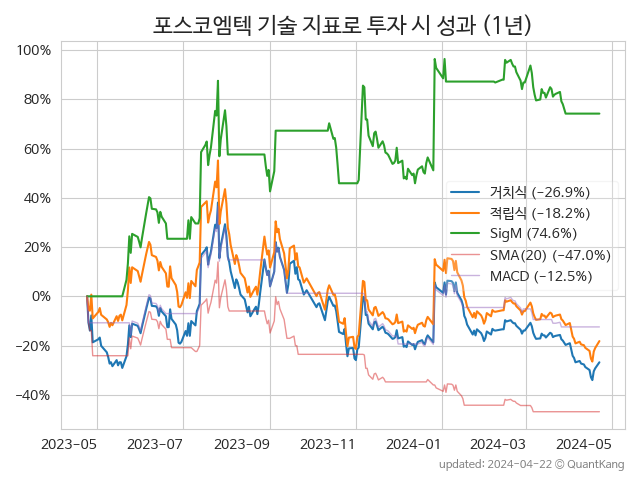 포스코엠텍 기술 지표로 투자 시 성과 (1년)
100%
80%
60%
40%
20%
0%
−20%
−40%
거치식 (−26.9%)
적립식 (−18.2%)
SigM (74.6%)
SMA(20) (−47.0%)
MACD (−12.5%)
2023-05 2023-07 2023-09 2023-11 2024-01 2024-03 2024-05
updated: 2024-04-22 © QuantKang